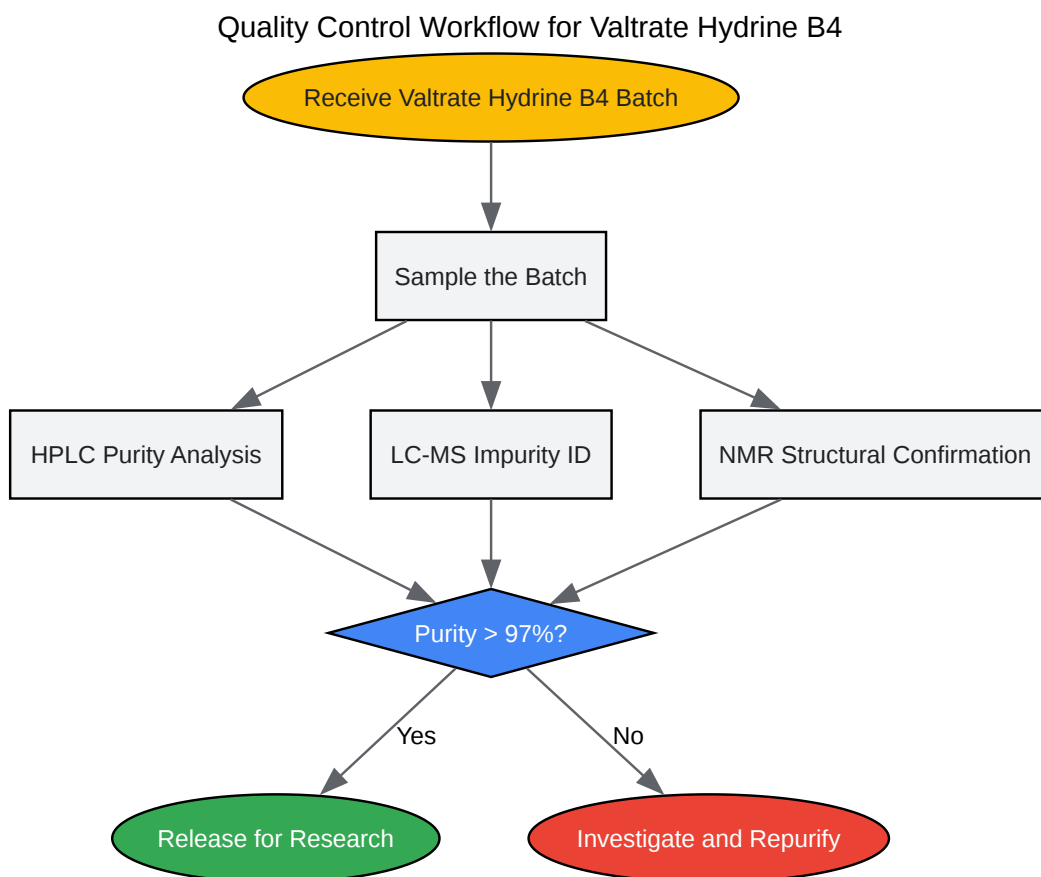 Quality Control Workflow for Valtrate Hydrine B4
Receive Valtrate Hydrine B4 Batch
Sample the Batch
HPLC Purity Analysis
LC-MS Impurity ID
NMR Structural Confirmation
Purity > 97%?
Yes
No
Release for Research
Investigate and Repurify